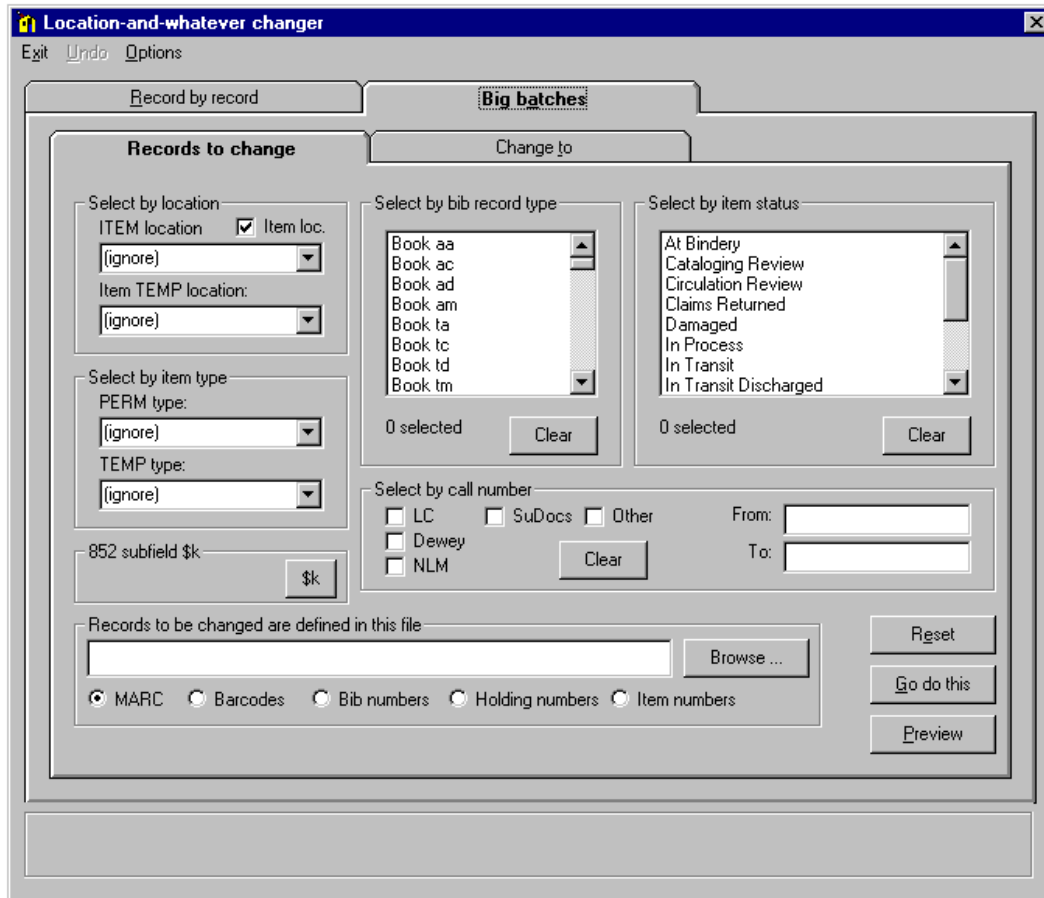 Location-and-whatever changer
Exit Undo Options
Record by record
Big batches
Records to change
Change to
Select by location
ITEM location
Item loc.
(ignore)
Item TEMP location:
(ignore)
Select by item type
PERM type:
(ignore)
TEMP type:
(ignore)
852 subfield $k
$k
Select by bib record type
Book aa
Book ac
Book ad
Book am
Book ta
Book tc
Book td
Book tm
0 selected
Clear
Select by item status
At Bindery
Cataloging Review
Circulation Review
Claims Returned
Damaged
In Process
In Transit
In Transit Discharged
0 selected
Clear
Select by call number
LC
SuDocs
Other
Dewey
NLM
Clear
From:
To:
Records to be changed are defined in this file
Browse ...
MARC
Barcodes
Bib numbers
Holding numbers
Item numbers
Reset
Go do this
Preview